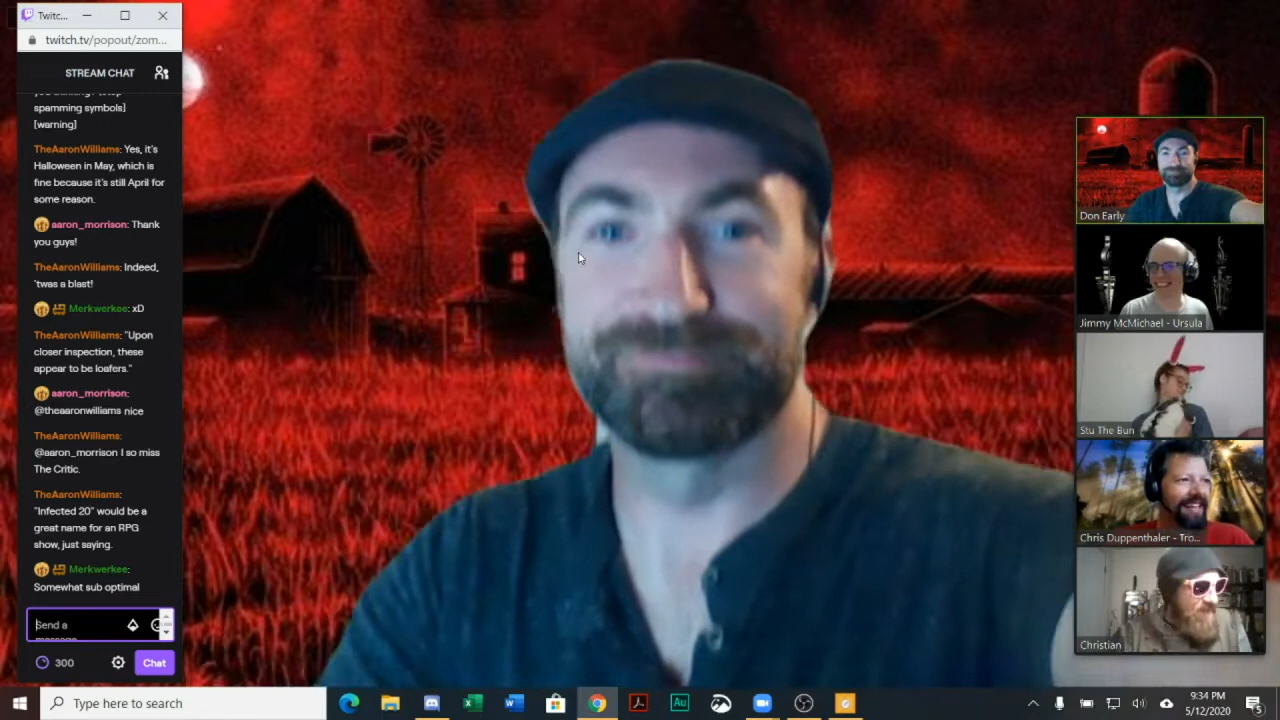 Twitc...
twitch.tv/popout/zom...
STREAM CHAT
spamming symbols]
[warning]
TheAaronWilliams: Yes, it's
Halloween in May, which is
fine because it's still April for
some reason.
aaron_morrison: Thank
you guys!
TheAaronWilliams: Indeed,
'twas a blast!
Merkwerkee: xD
TheAaronWilliams: "Upon
closer inspection, these
appear to be loafers."
aaron_morrison:
@theaaronwilliams nice
TheAaronWilliams:
@aaron_morrison I so miss
The Critic.
TheAaronWilliams:
"Infected 20" would be a
great name for an RPG
show, just saying.
Merkwerkee:
Somewhat sub optimal
Send a
300
Chat
Don Early
Jimmy McMichael - Ursula
Stu The Bun
Chris Duppenthaler - Tro...
Christian
Type here to search
Au
9:34 PM
5/12/2020
5